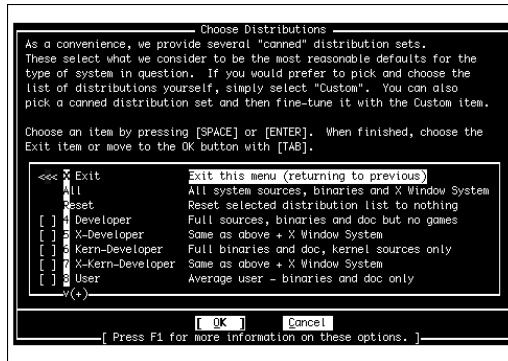 Choose Distributions
As a convenience, we provide several "canned" distribution sets.
These select what we consider to be the most reasonable defaults for the
type of system in question.  If you would prefer to pick and choose the
list of distributions yourself, simply select "Custom".  You can also
pick a canned distribution set and then fine-tune it with the Custom item.
Choose an item by pressing [SPACE] or [ENTER].  When finished, choose the
Exit item or move to the OK button with [TAB].
<<< X Exit Exit this menu (returning to previous)
All All system sources, binaries and X Window System
Reset Reset selected distribution list to nothing
[ ] 4 Developer Full sources, binaries and doc but no games
[ ] 5 X-Developer Same as above + X Window System
[ ] 6 Kern-Developer Full binaries and doc, kernel sources only
[ ] 7 X-Kern-Developer Same as above + X Window System
[ ] 8 User Average user - binaries and doc only
v(+)
[ OK ] Cancel
[ Press F1 for more information on these options. ]